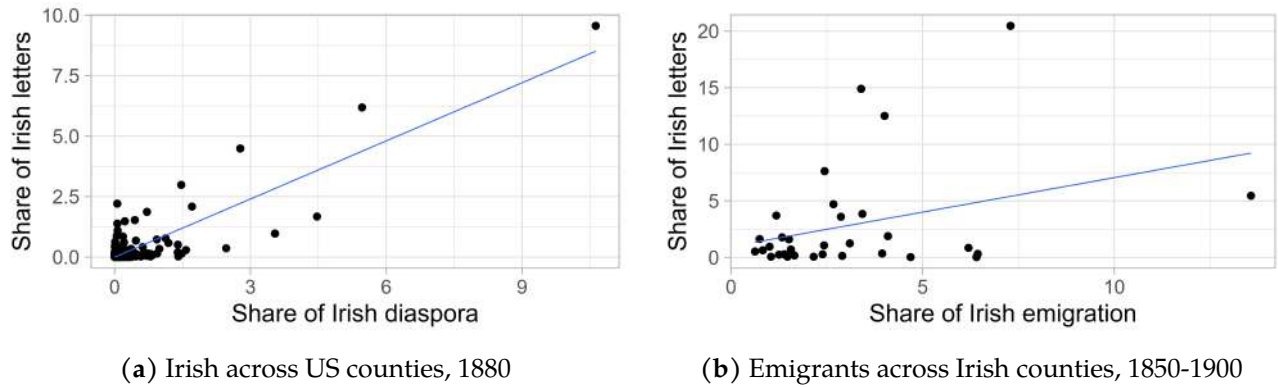 10.0
7.5
5.0
2.5
0.0
Share of Irish letters
0 3 6 9
Share of Irish diaspora
(a) Irish across US counties, 1880
20
15
10
5
0
Share of Irish letters
0 5 10
Share of Irish emigration
(b) Emigrants across Irish counties, 1850-1900